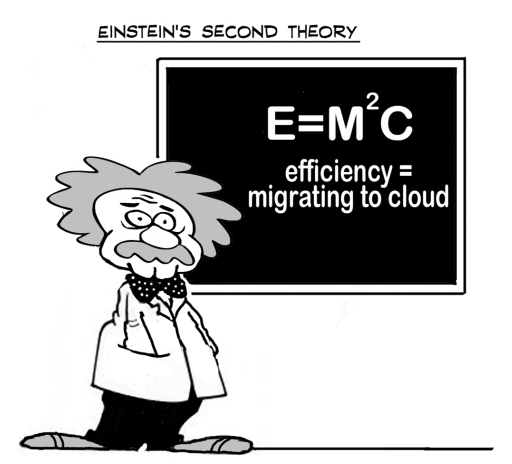 EINSTEIN'S SECOND THEORY
E=M²C
efficiency =
migrating to cloud